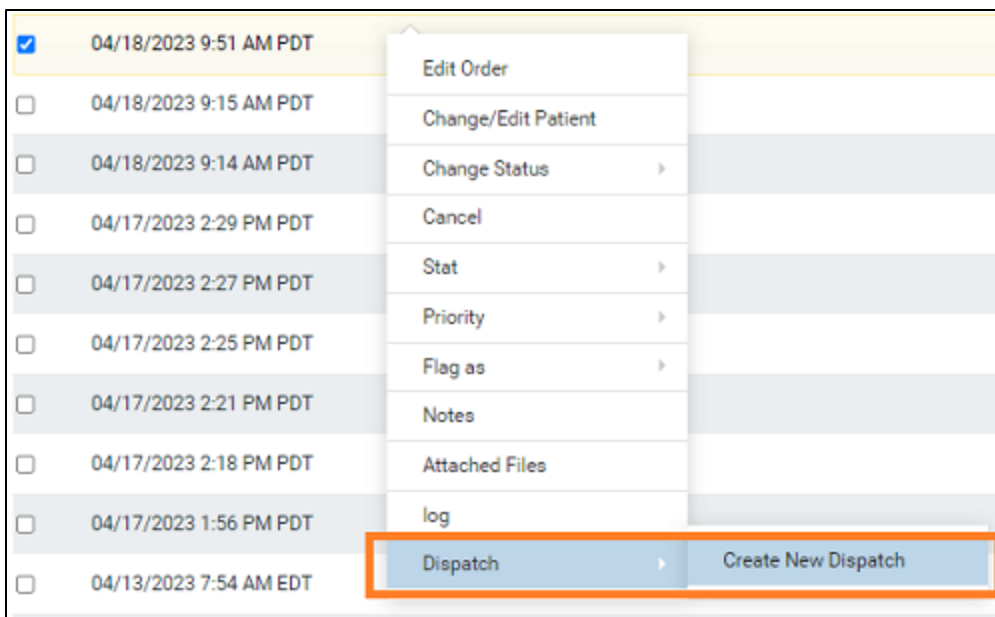 04/18/2023 9:51 AM PDT
04/18/2023 9:15 AM PDT
04/18/2023 9:14 AM PDT
04/17/2023 2:29 PM PDT
04/17/2023 2:27 PM PDT
04/17/2023 2:25 PM PDT
04/17/2023 2:21 PM PDT
04/17/2023 2:18 PM PDT
04/17/2023 1:56 PM PDT
04/13/2023 7:54 AM EDT
Edit Order
Change/Edit Patient
Change Status
Cancel
Stat
Priority
Flag as
Notes
Attached Files
log
Dispatch
Create New Dispatch